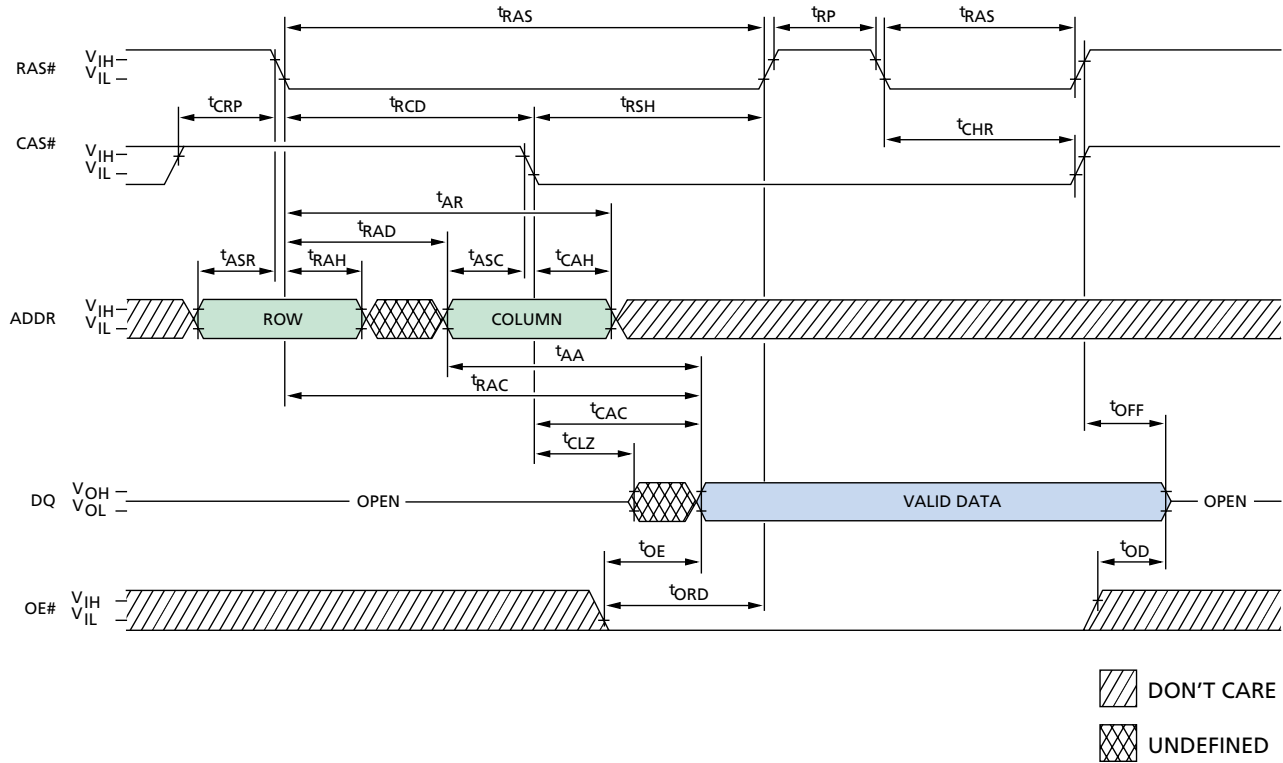 tRAS tRP tRAS
RAS# VIH
VIL
tCRP tRCD tRSH
tCHR
CAS# VIH
VIL
tAR
tRAD
tASR tRAH tASC tCAH
ADDR VIH
VIL
ROW COLUMN
tAA
tRAC
tCAC tOFF
tCLZ
DQ VOH
VOL
OPEN VALID DATA OPEN
tOE tOD
tORD
OE# VIH
VIL
DON'T CARE
UNDEFINED